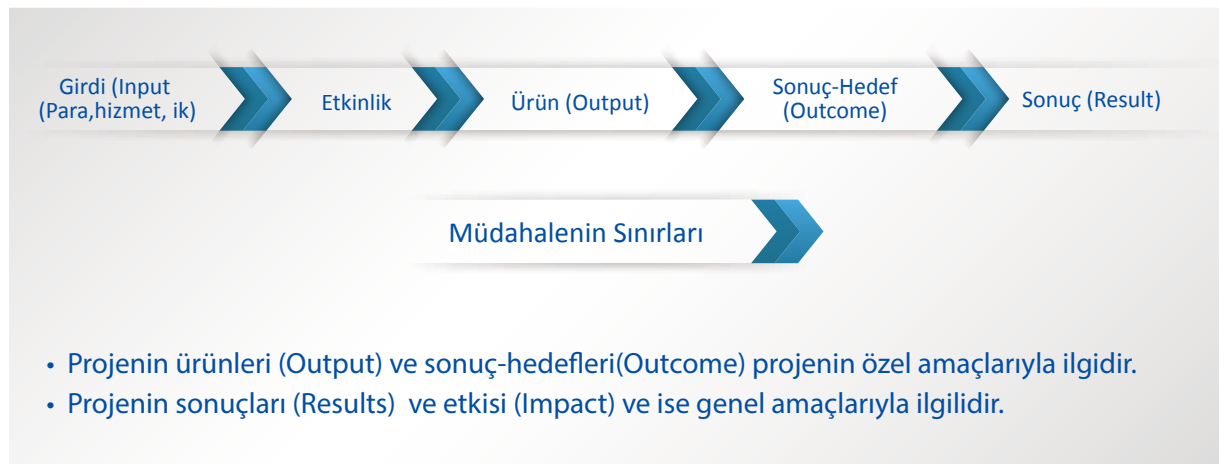 Girdi (Input
(Para,hizmet, ik)
Etkinlik
Ürün (Output)
Sonuç-Hedef
(Outcome)
Sonuç (Result)
Müdahalenin Sınırları
• Projenin ürünleri (Output) ve sonuç-hedefleri(Outcome) projenin özel amaçlarıyla ilgidir.
• Projenin sonuçları (Results) ve etkisi (Impact) ve ise genel amaçlarıyla ilgilidir.